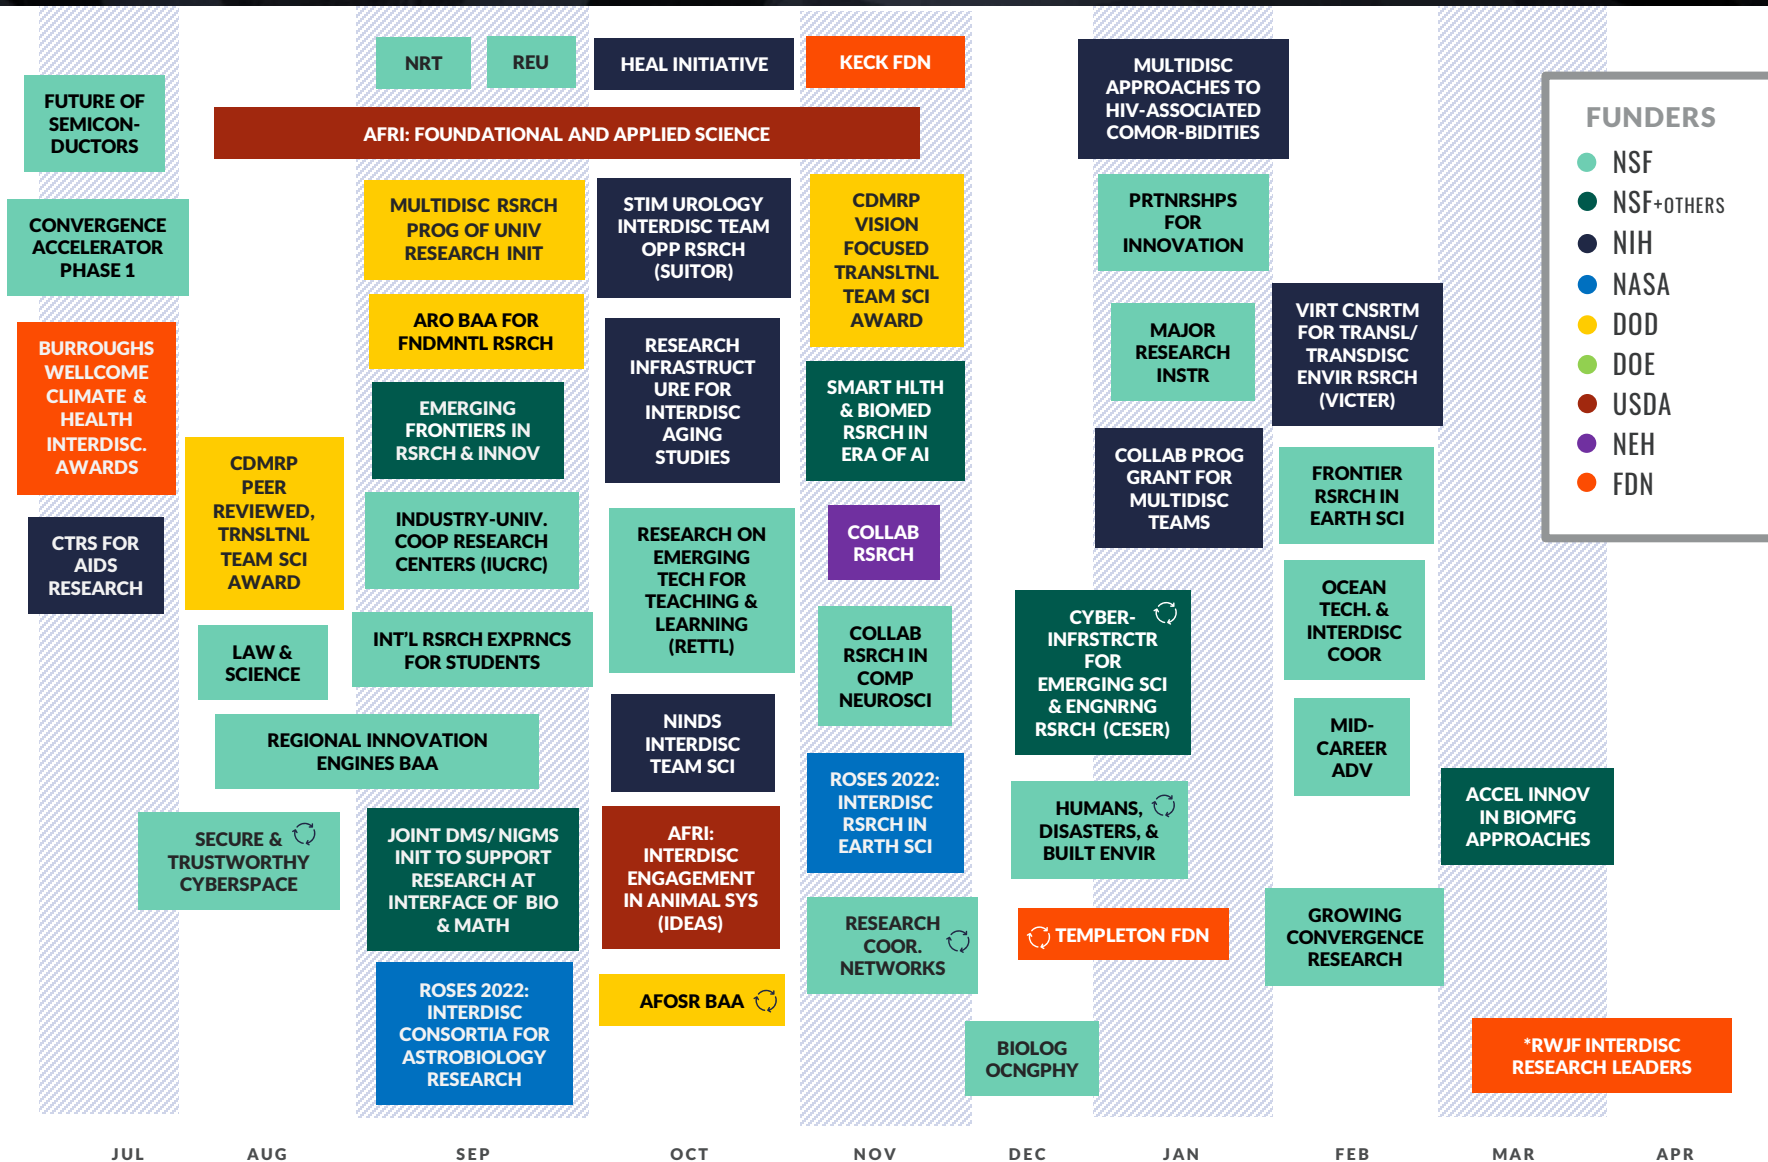 FUTURE OF
SEMICON-
DUCTORS
CONVERGENCE
ACCELERATOR
PHASE 1
BURROUGHS
WELLCOME
CLIMATE &
HEALTH
INTERDISC.
AWARDS
CTRS FOR
AIDS
RESEARCH
AFRI: FOUNDATIONAL AND APPLIED SCIENCE
CDMRP
PEER
REVIEWED,
TRNSLTNL
TEAM SCI
AWARD
LAW &
SCIENCE
REGIONAL INNOVATION
ENGINES BAA
SECURE &
TRUSTWORTHY
CYBERSPACE
NRT
REU
MULTIDISC RSRCH
PROG OF UNIV
RESEARCH INIT
ARO BAA FOR
FNDMNTL RSRCH
EMERGING
FRONTIERS IN
RSRCH & INNOV
INDUSTRY-UNIV.
COOP RESEARCH
CENTERS (IUCRC)
INT'L RSRCH EXPRNCS
FOR STUDENTS
JOINT DMS/ NIGMS
INIT TO SUPPORT
RESEARCH AT
INTERFACE OF BIO
& MATH
ROSES 2022:
INTERDISC
CONSORTIA FOR
ASTROBIOLOGY
RESEARCH
HEAL INITIATIVE
STIM UROLOGY
INTERDISC TEAM
OPP RSRCH
(SUITOR)
RESEARCH
INFRASTRUCT
URE FOR
INTERDISC
AGING
STUDIES
RESEARCH ON
EMERGING
TECH FOR
TEACHING &
LEARNING
(RETTL)
NINDS
INTERDISC
TEAM SCI
AFRI:
INTERDISC
ENGAGEMENT
IN ANIMAL SYS
(IDEAS)
AFOSR BAA
KECK FDN
CDMRP
VISION
FOCUSED
TRANSLTNL
TEAM SCI
AWARD
SMART HLTH
& BIOMED
RSRCH IN
ERA OF AI
COLLAB
RSRCH
COLLAB
RSRCH IN
COMP
NEUROSCI
ROSES 2022:
INTERDISC
RSRCH IN
EARTH SCI
RESEARCH
COOR.
NETWORKS
BIOLOG
OCNGPHY
MULTIDISC
APPROACHES TO
HIV-ASSOCIATED
COMOR-BIDITIES
PRTNRSHPS
FOR
INNOVATION
MAJOR
RESEARCH
INSTR
COLLAB PROG
GRANT FOR
MULTIDISC
TEAMS
CYBER-
INFRSTRCTR
FOR
EMERGING SCI
& ENGNRNG
RSRCH (CESER)
HUMANS,
DISASTERS, &
BUILT ENVIR
TEMPLETON FDN
VIRT CNSRTM
FOR TRANSL/
TRANSDISC
ENVIR RSRCH
(VICTER)
FRONTIER
RSRCH IN
EARTH SCI
OCEAN
TECH. &
INTERDISC
COOR
MID-
CAREER
ADV
GROWING
CONVERGENCE
RESEARCH
ACCEL INNOV
IN BIOMFG
APPROACHES
*RWJF INTERDISC
RESEARCH LEADERS
FUNDERS
NSF
NSF+OTHERS
NIH
NASA
DOD
DOE
USDA
NEH
FDN
JUL
AUG
SEP
OCT
NOV
DEC
JAN
FEB
MAR
APR